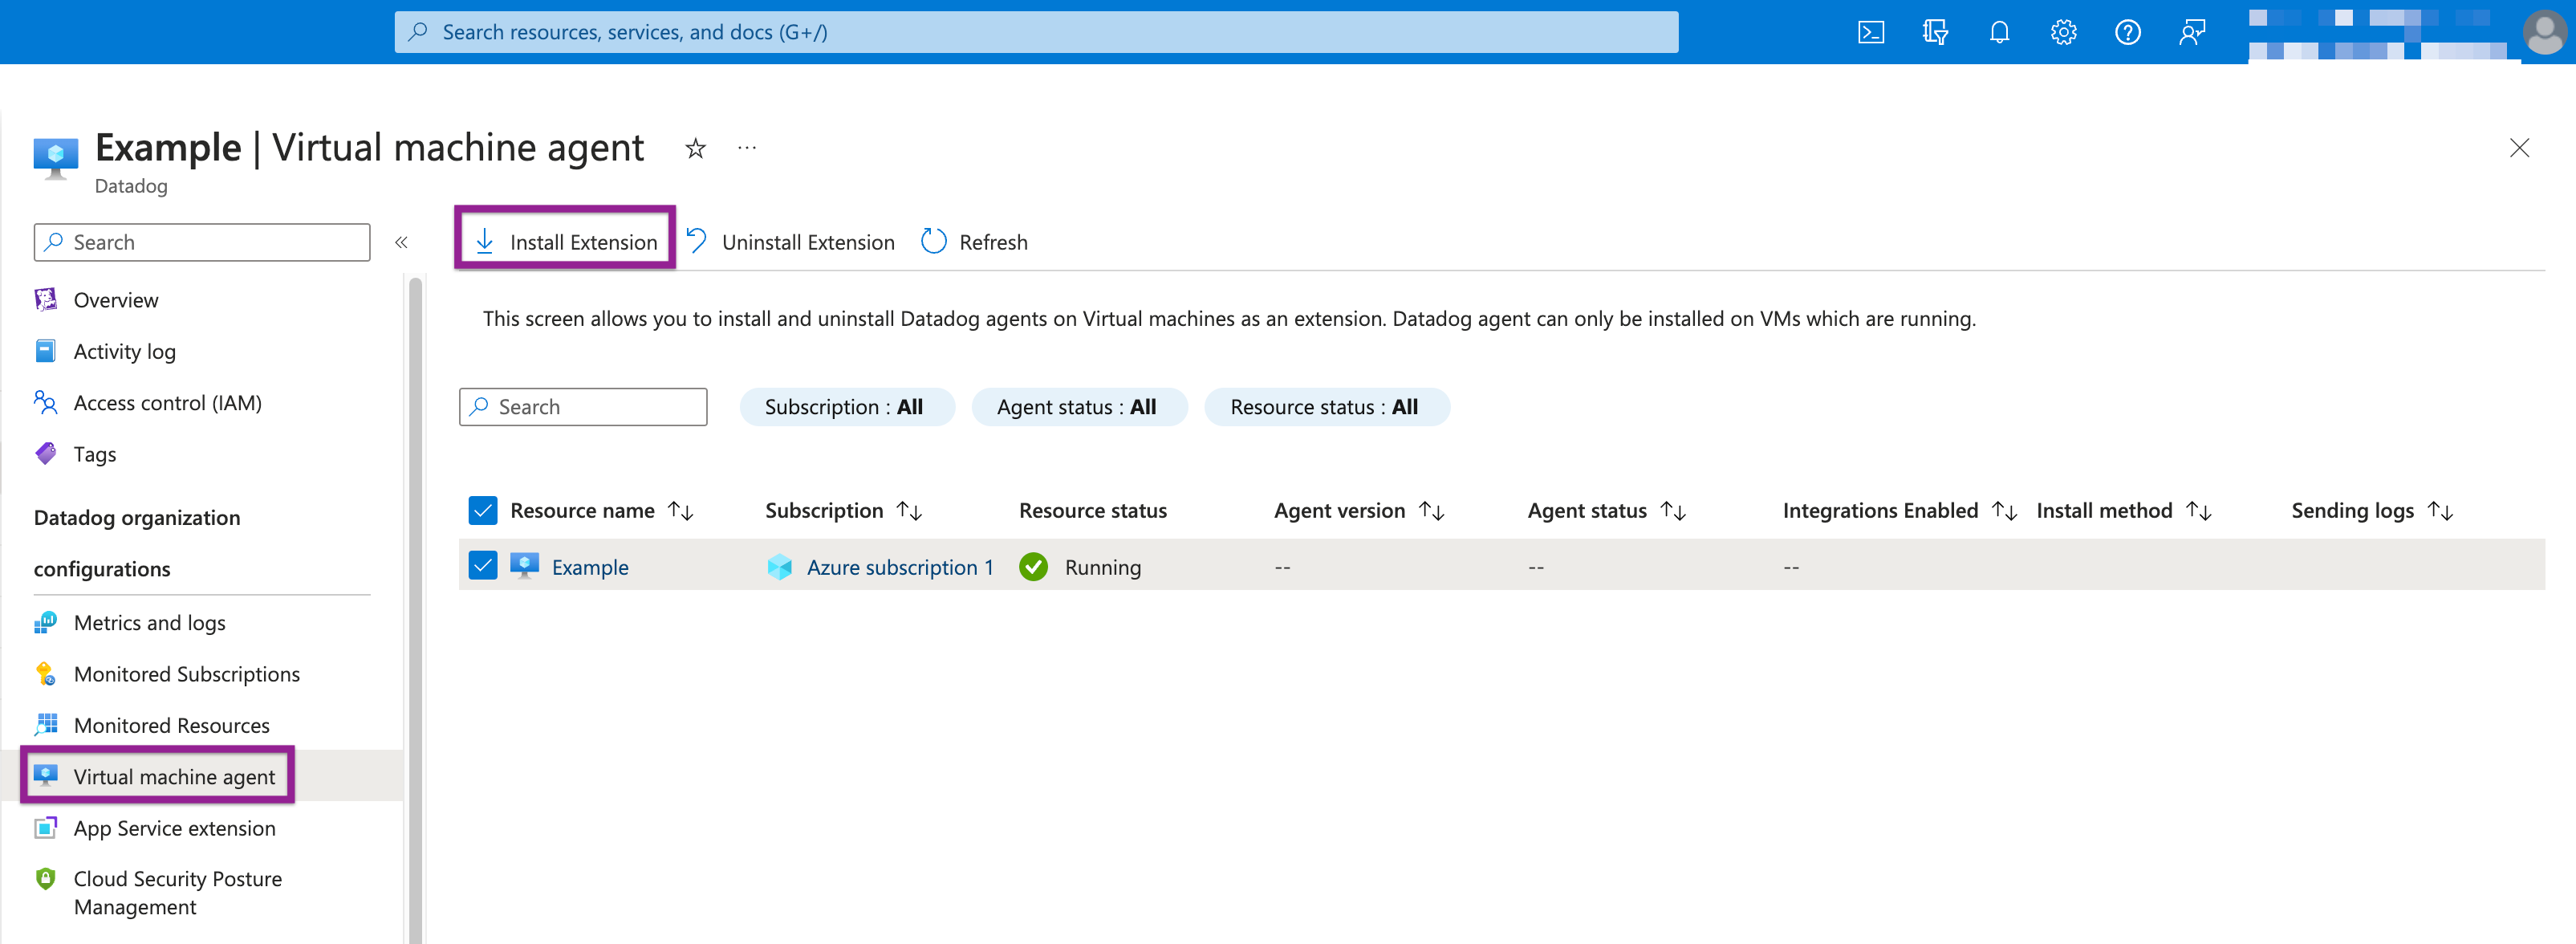 Search resources, services, and docs (G+/)
Example | Virtual machine agent
Datadog
Search
Overview
Activity log
Access control (IAM)
Tags
Datadog organization
configurations
Metrics and logs
Monitored Subscriptions
Monitored Resources
Virtual machine agent
App Service extension
Cloud Security Posture
Management
Install Extension Uninstall Extension Refresh
This screen allows you to install and uninstall Datadog agents on Virtual machines as an extension. Datadog agent can only be installed on VMs which are running.
Search Subscription : All Agent status : All Resource status : All
Resource name Subscription Resource status Agent version Agent status Integrations Enabled Install method Sending logs
Example Azure subscription 1 Running -- -- --